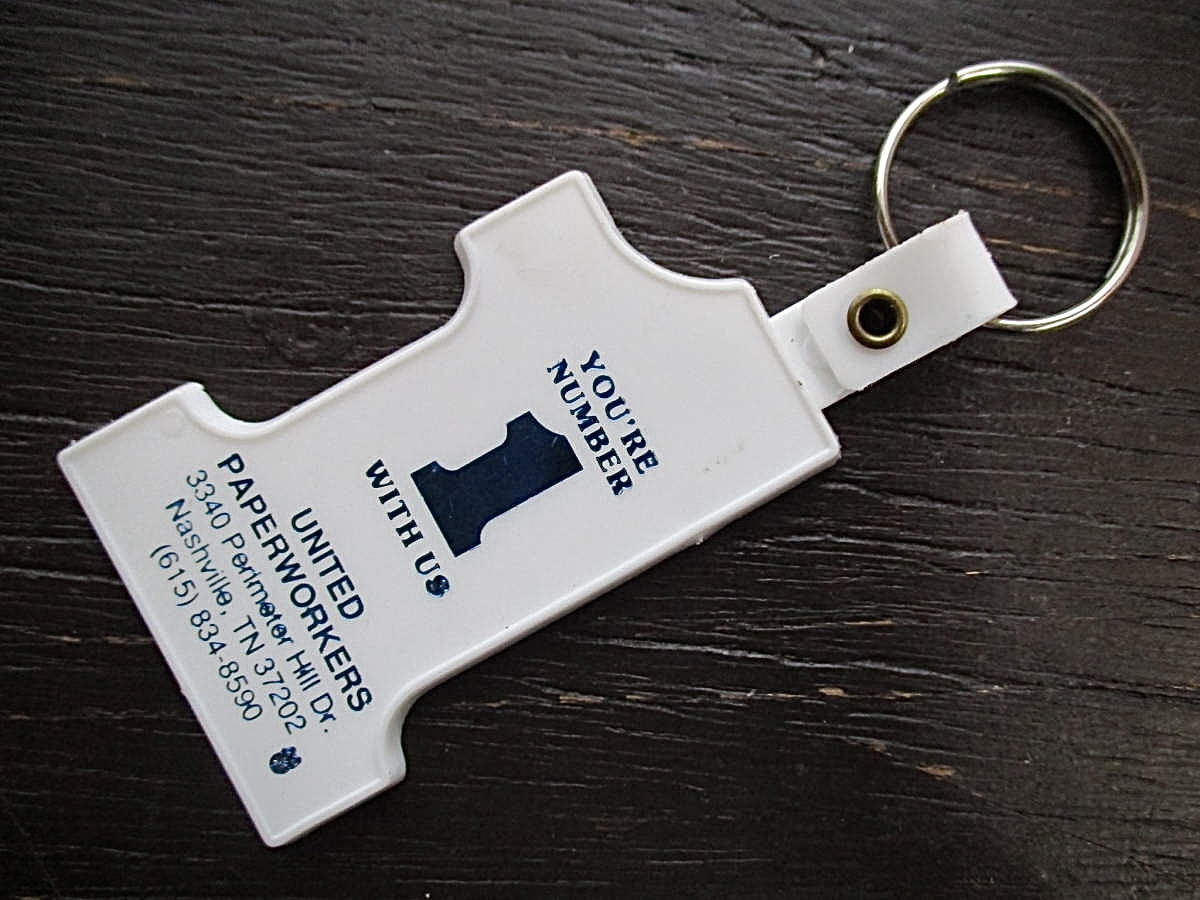 YOU'RE
NUMBER
1
WITH US
UNITED
PAPERWORKERS
3340 Perimeter Hill Dr.
Nashville, TN 37202
(615) 834-8590